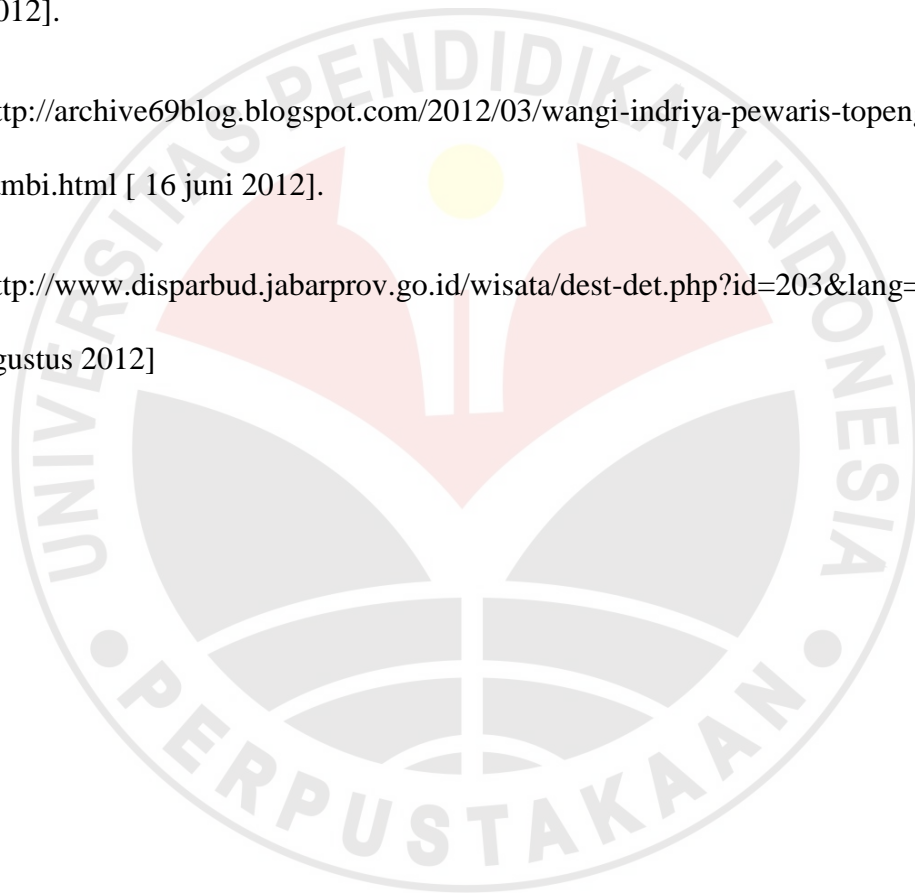 012].
ttp://archive69blog.blogspot.com/2012/03/wangi-indriya-pewaris-topeng
mbi.html [ 16 juni 2012].
ttp://www.disparbud.jabarprov.go.id/wisata/dest-det.php?id=203&lang=
gustus 2012]
UNIVERSITAS PENDIDIKAN INDONESIA
PERPUSTAKAAN